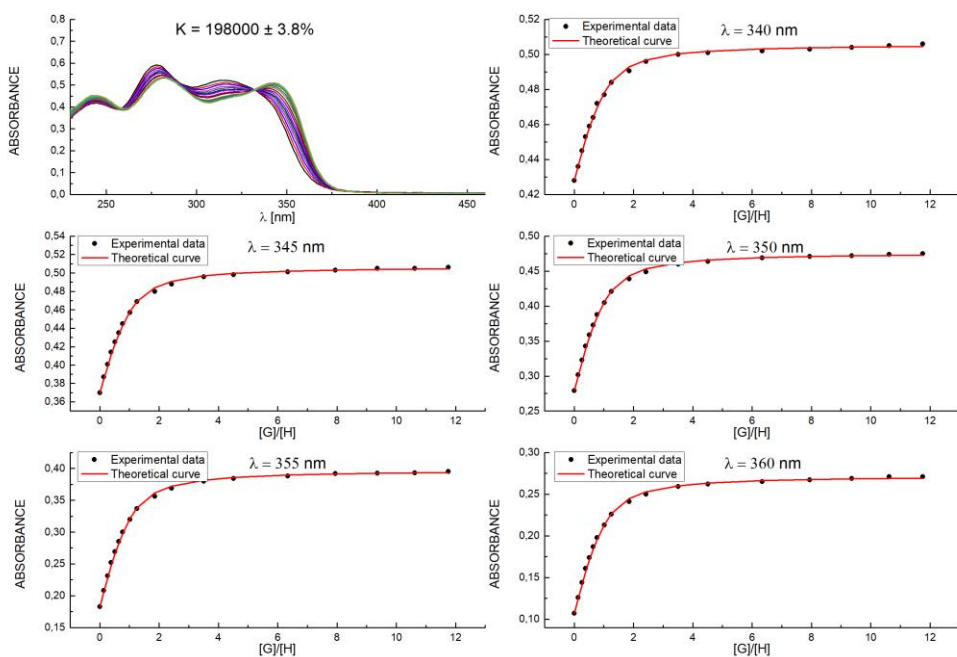 K = 198000 ± 3.8%
ABSORBANCE
0,8
0,7
0,6
0,5
0,4
0,3
0,2
0,1
0,0
250 300 350 400 450
λ [nm]
Experimental data
Theoretical curve
λ = 340 nm
ABSORBANCE
0,52
0,50
0,48
0,46
0,44
0,42
0 2 4 6 8 10 12
[G]/[H]
Experimental data
Theoretical curve
λ = 345 nm
ABSORBANCE
0,54
0,52
0,50
0,48
0,46
0,44
0,42
0,40
0,38
0,36
0 2 4 6 8 10 12
[G]/[H]
Experimental data
Theoretical curve
λ = 350 nm
ABSORBANCE
0,50
0,45
0,40
0,35
0,30
0,25
0 2 4 6 8 10 12
[G]/[H]
Experimental data
Theoretical curve
λ = 355 nm
ABSORBANCE
0,40
0,35
0,30
0,25
0,20
0,15
0 2 4 6 8 10 12
[G]/[H]
Experimental data
Theoretical curve
λ = 360 nm
ABSORBANCE
0,30
0,25
0,20
0,15
0,10
0 2 4 6 8 10 12
[G]/[H]